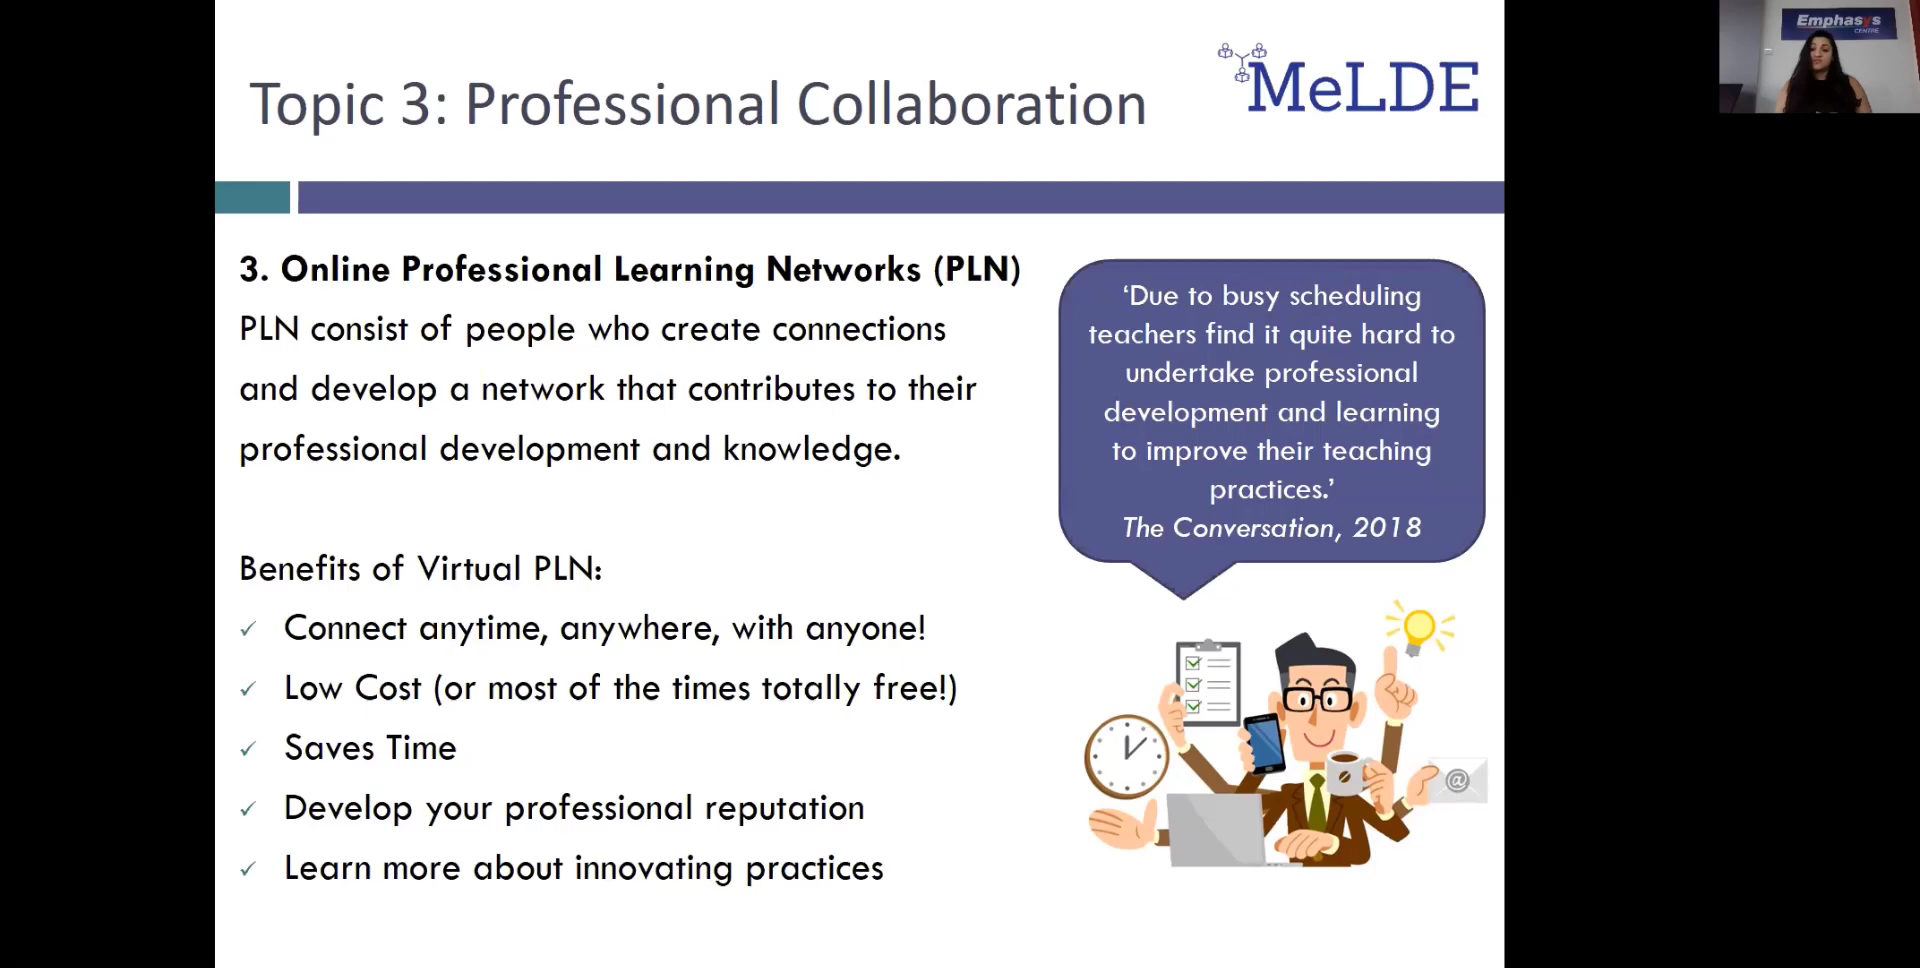 Topic 3: Professional Collaboration
MeLDE
Emphasys
CENTRE
3. Online Professional Learning Networks (PLN)
PLN consist of people who create connections
and develop a network that contributes to their
professional development and knowledge.
Benefits of Virtual PLN:
✓ Connect anytime, anywhere, with anyone!
✓ Low Cost (or most of the times totally free!)
✓ Saves Time
✓ Develop your professional reputation
✓ Learn more about innovating practices
‘Due to busy scheduling
teachers find it quite hard to
undertake professional
development and learning
to improve their teaching
practices.’
The Conversation, 2018
@